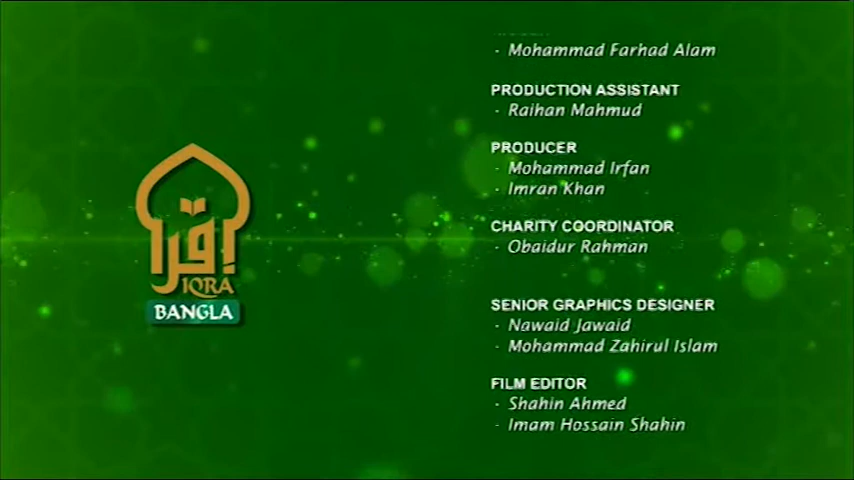 - Mohammad Farhad Alam
PRODUCTION ASSISTANT
- Raihan Mahmud
PRODUCER
- Mohammad Irfan
- Imran Khan
CHARITY COORDINATOR
- Obaidur Rahman
SENIOR GRAPHICS DESIGNER
- Nawaid Jawaid
- Mohammad Zahirul Islam
FILM EDITOR
- Shahin Ahmed
- Imam Hossain Shahin
اقرأ
IQRA
BANGLA